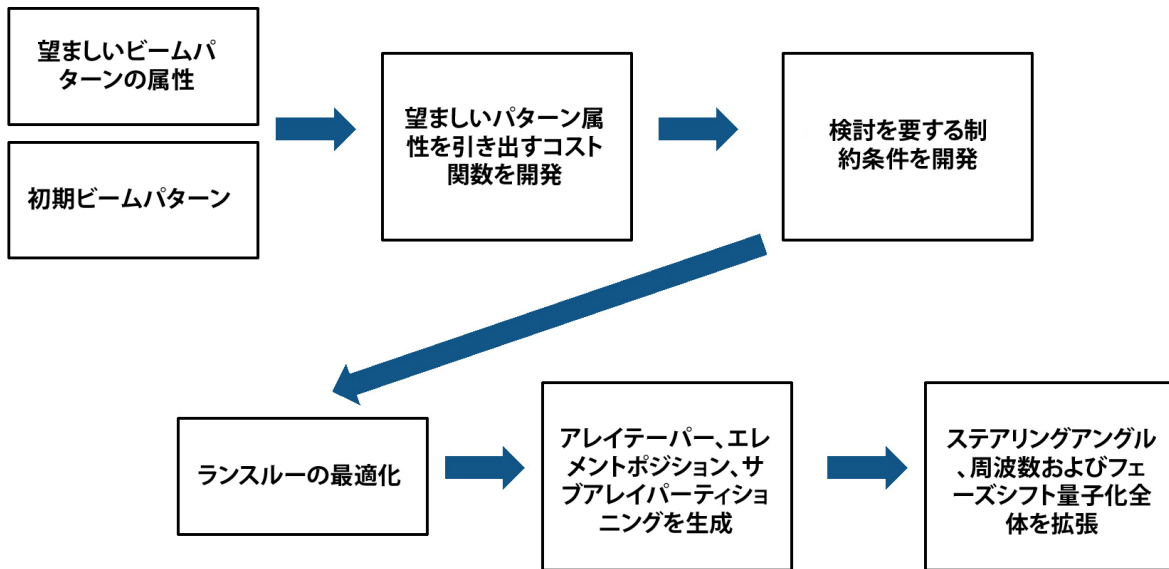 望ましいビームパ
ターンの属性
初期ビームパターン
望ましいパターン属
性を引き出すコスト
関数を開発
検討を要する制
約条件を開発
ランスルーの最適化
アレイテーパー、エレ
メントポジション、サ
ブアレイパーティショ
ニングを生成
ステアリングアングル
、周波数およびフェ
ーズシフト量子化全
体を拡張